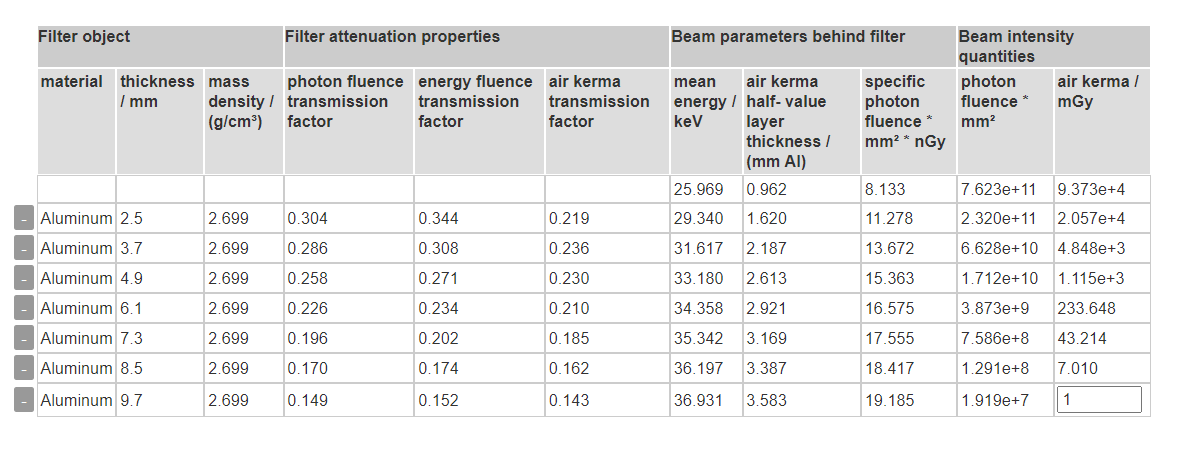 Filter object Filter attenuation properties Beam parameters behind filter Beam intensity
quantities
material thickness mass photon fluence energy fluence air kerma mean air kerma specific photon air kerma /
/ mm density / transmission transmission transmission energy / half- value photon fluence * mGy
(g/cm³) factor factor factor keV layer fluence * mm²
thickness / mm² * nGy
(mm Al)
25.969 0.962 8.133 7.623e+11 9.373e+4
- Aluminum 2.5 2.699 0.304 0.344 0.219 29.340 1.620 11.278 2.320e+11 2.057e+4
- Aluminum 3.7 2.699 0.286 0.308 0.236 31.617 2.187 13.672 6.628e+10 4.848e+3
- Aluminum 4.9 2.699 0.258 0.271 0.230 33.180 2.613 15.363 1.712e+10 1.115e+3
- Aluminum 6.1 2.699 0.226 0.234 0.210 34.358 2.921 16.575 3.873e+9 233.648
- Aluminum 7.3 2.699 0.196 0.202 0.185 35.342 3.169 17.555 7.586e+8 43.214
- Aluminum 8.5 2.699 0.170 0.174 0.162 36.197 3.387 18.417 1.291e+8 7.010
- Aluminum 9.7 2.699 0.149 0.152 0.143 36.931 3.583 19.185 1.919e+7 1